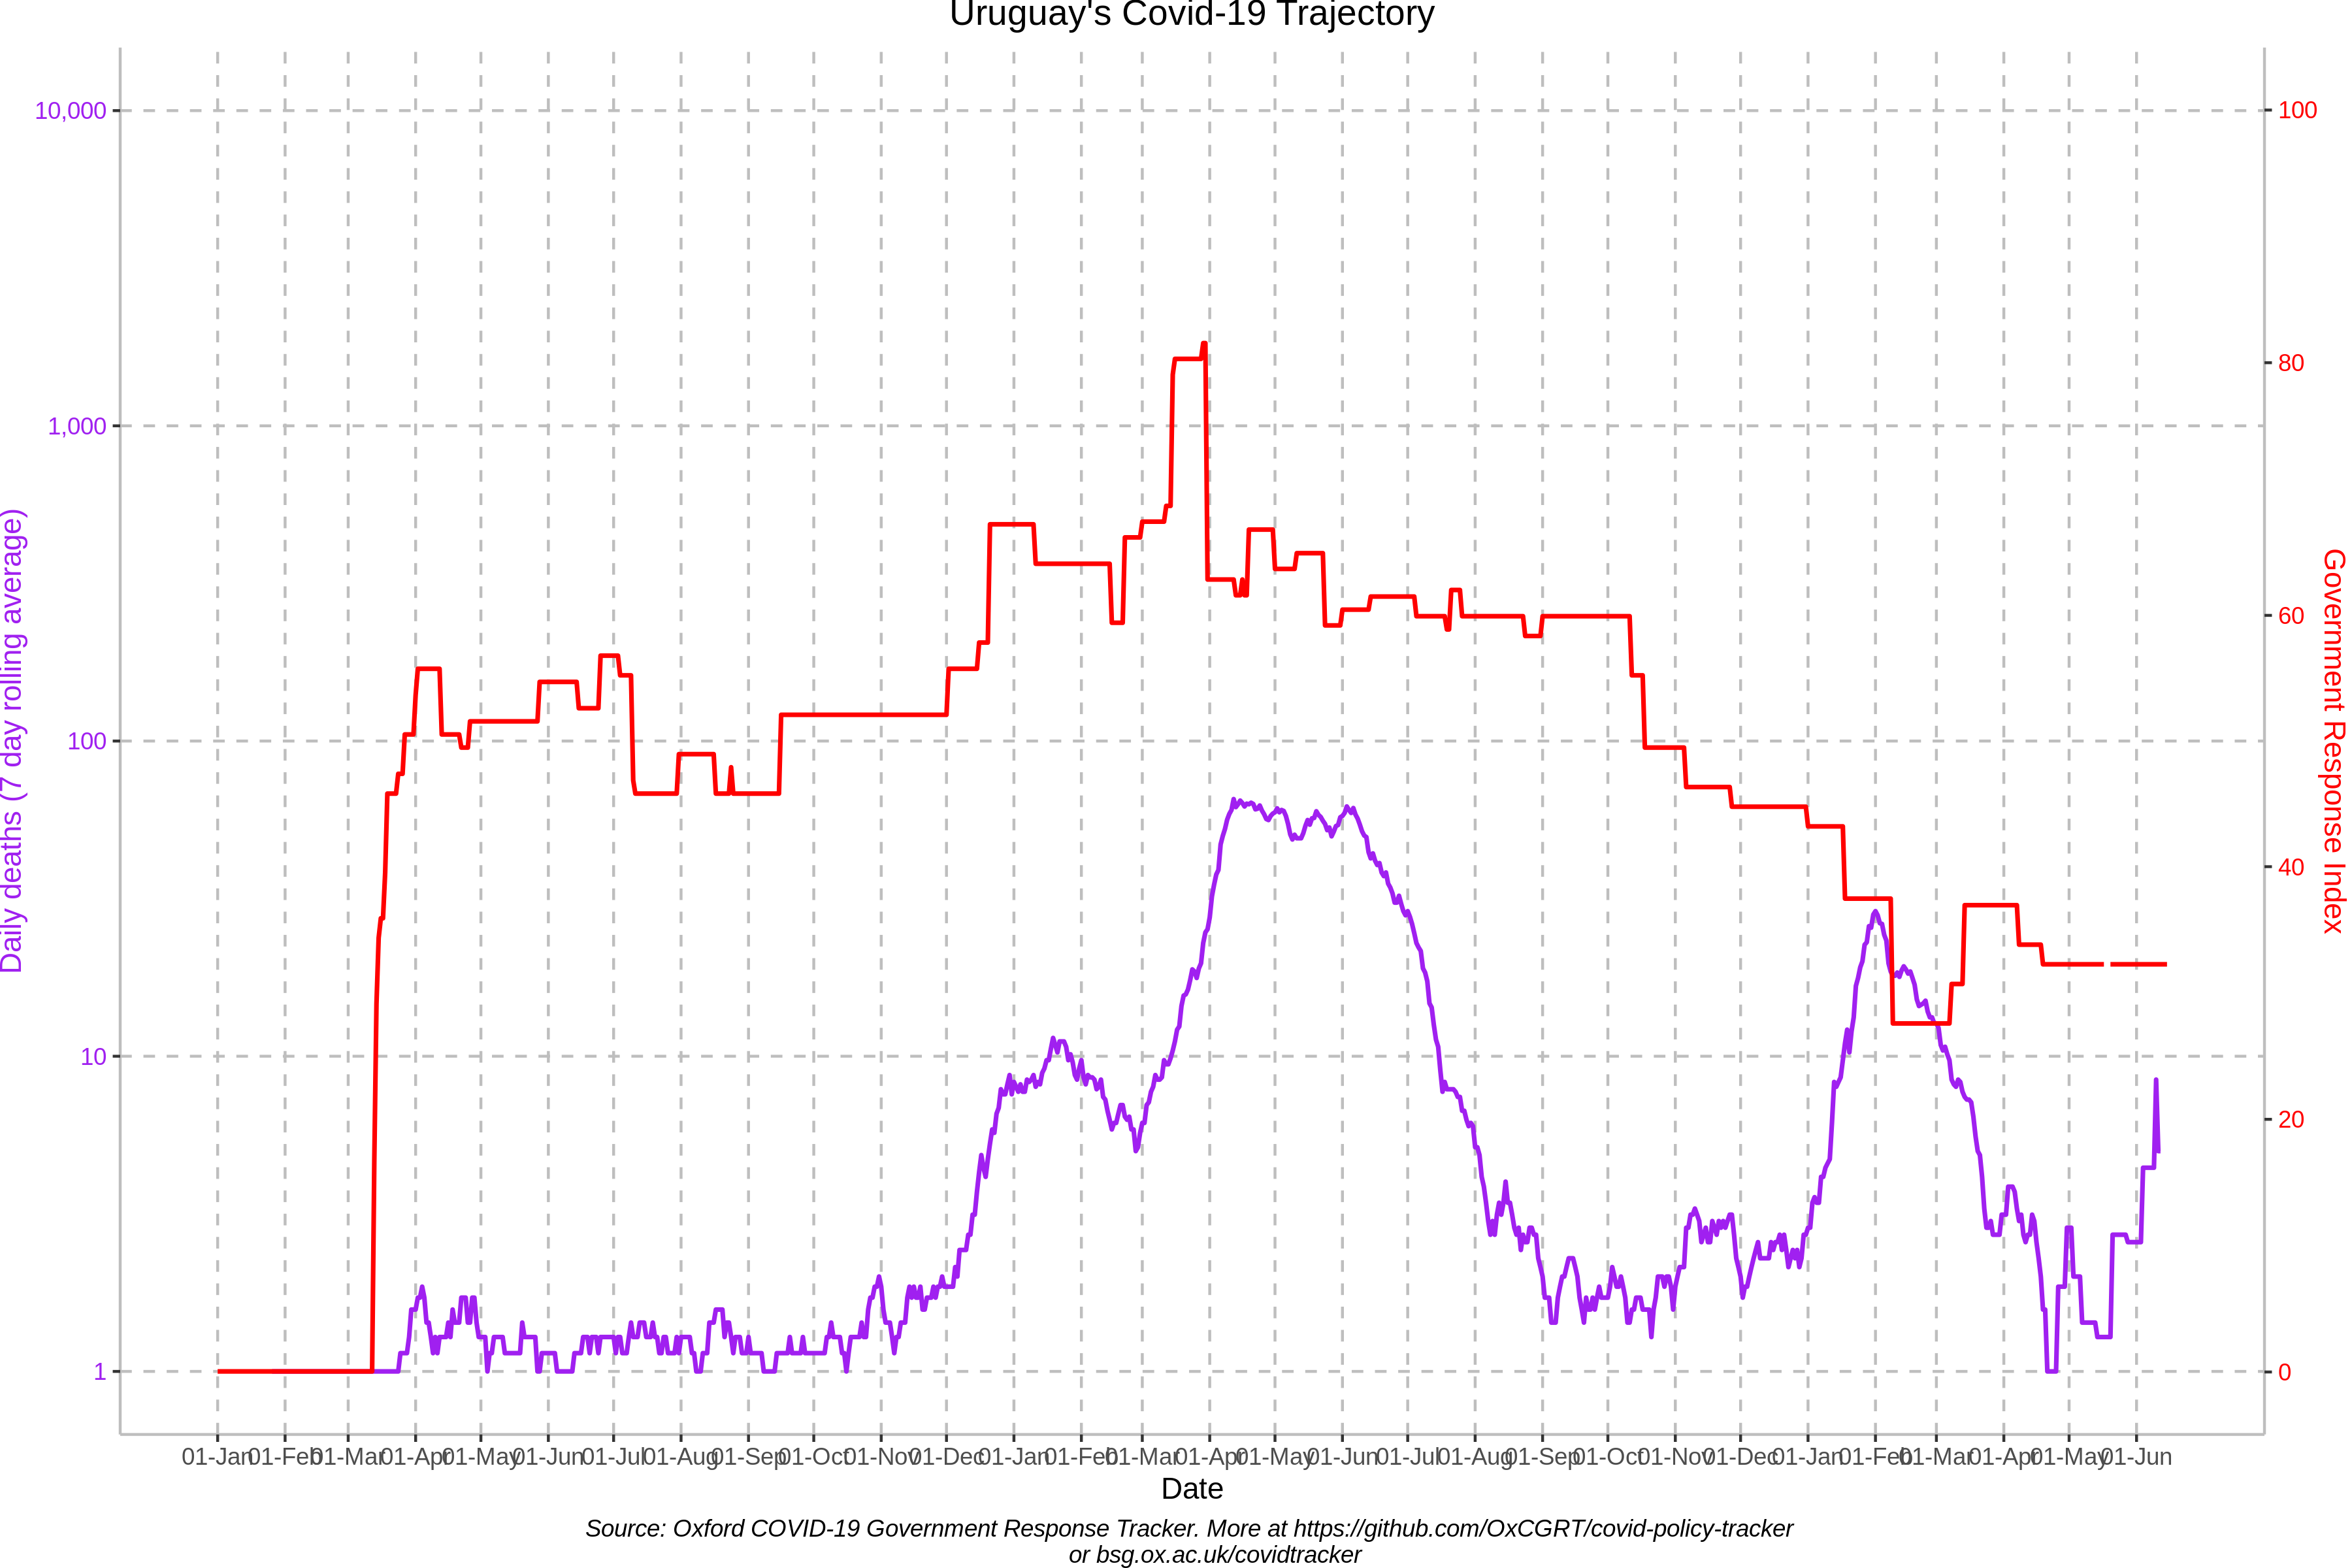 Uruguay's Covid-19 Trajectory
10,000
1,000
100
10
1
Daily deaths (7 day rolling average)
100
80
60
40
20
0
Government Response Index
01-Jan 01-Feb 01-Mar 01-Apr 01-May 01-Jun 01-Jul 01-Aug 01-Sep 01-Oct 01-Nov 01-Dec 01-Jan 01-Feb 01-Mar 01-Apr 01-May 01-Jun 01-Jul 01-Aug 01-Sep 01-Oct 01-Nov 01-Dec 01-Jan 01-Feb 01-Mar 01-Apr 01-May 01-Jun
Date
Source: Oxford COVID-19 Government Response Tracker. More at https://github.com/OxCGRT/covid-policy-tracker
or bsg.ox.ac.uk/covidtracker